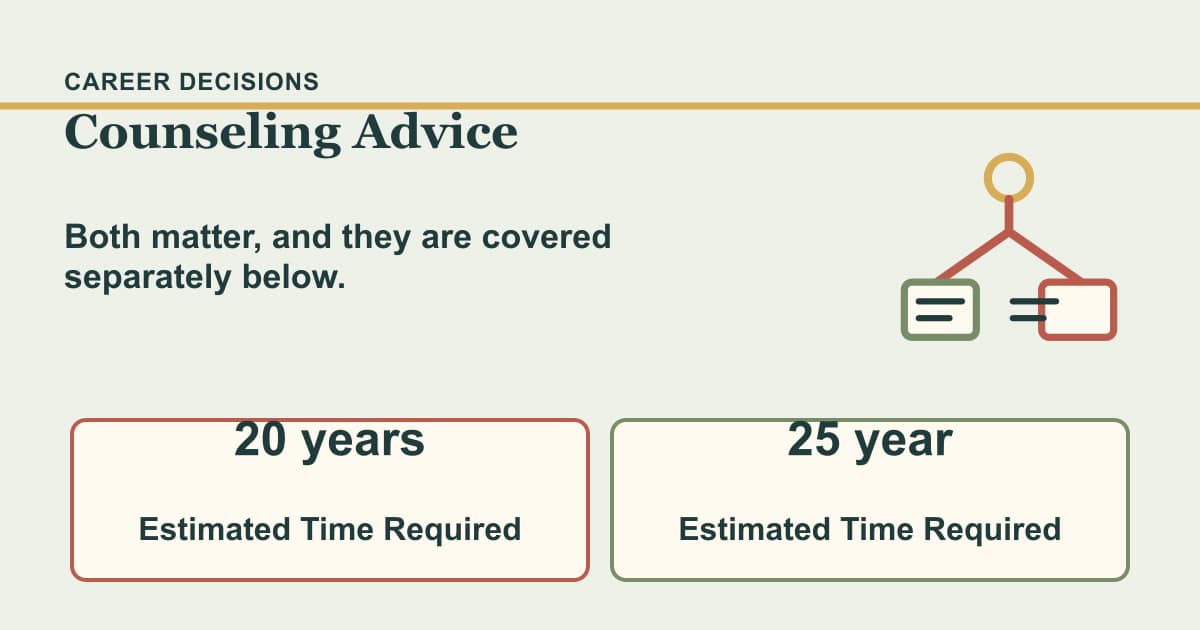 CAREER DECISIONS
Counseling Advice
Both matter, and they are covered
separately below.
20 years
25 year
Estimated Time Required
Estimated Time Required